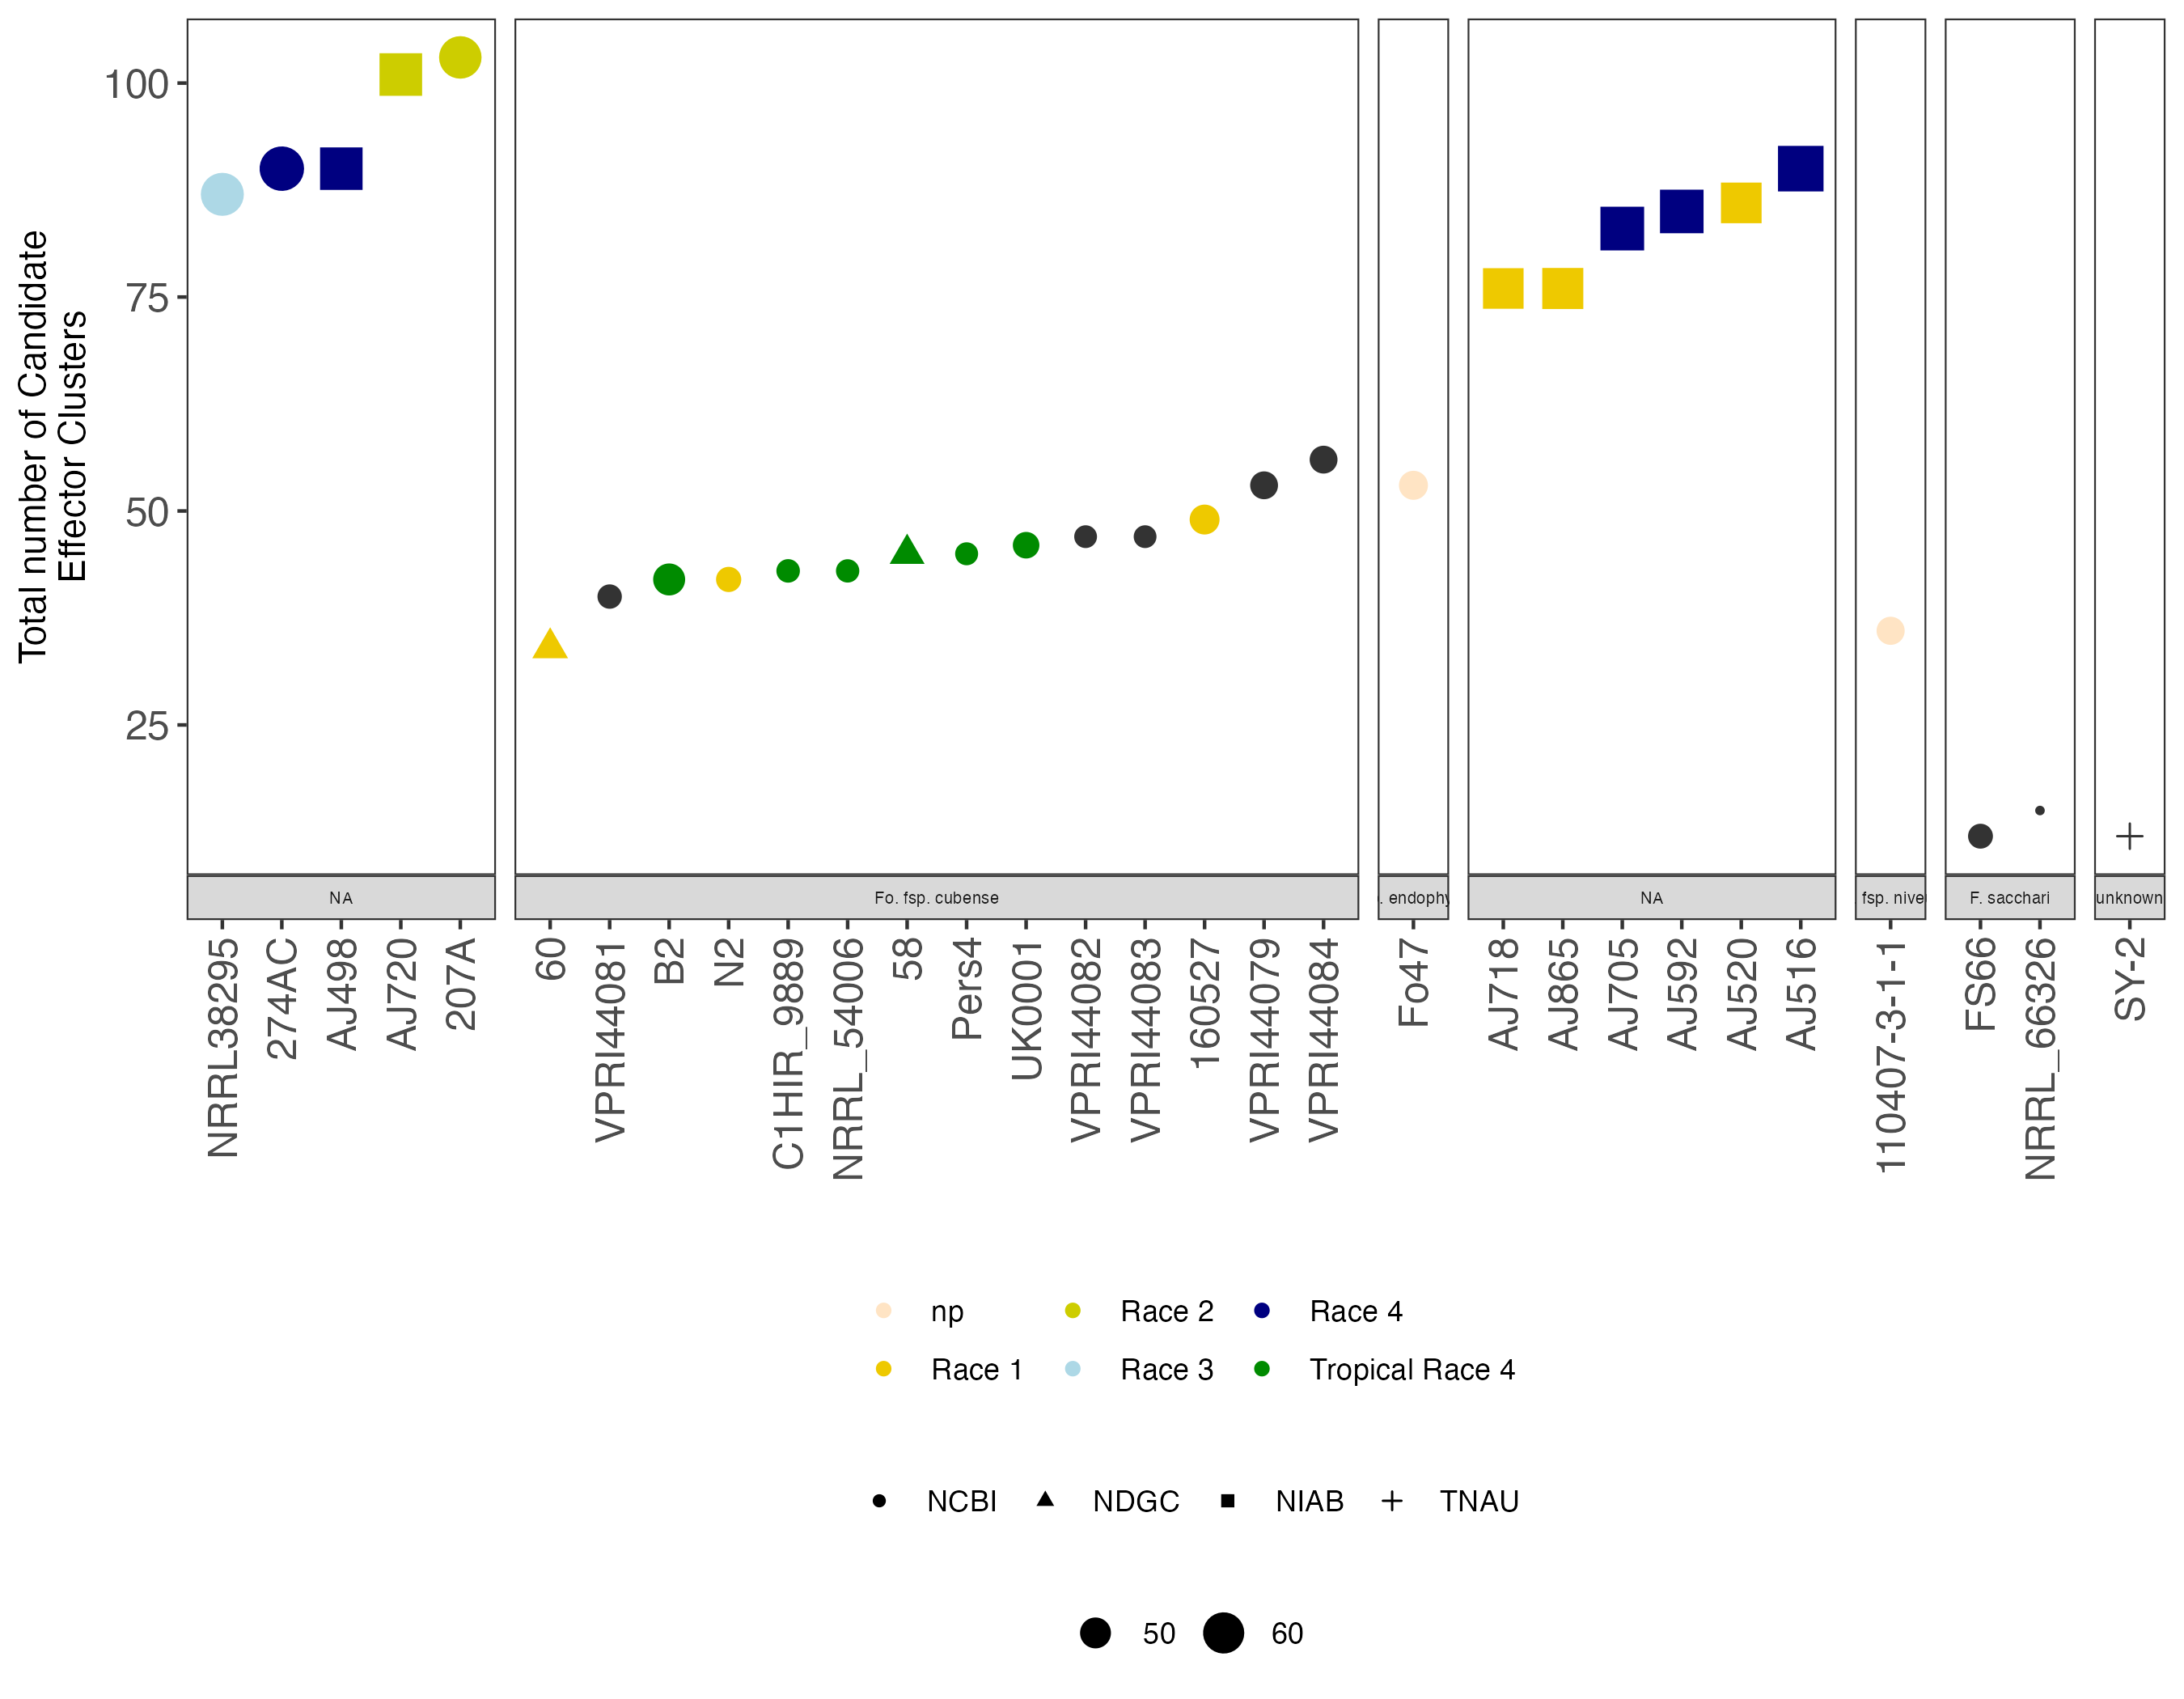 Total number of Candidate
Effector Clusters
100
75
50
25
NA
Fo. fsp. cubense
. endophy
NA
fsp. nive
F. sacchari
unknown
NRRL38295
274AC
AJ498
AJ720
207A
60
VPRI44081
B2
N2
C1HIR_9889
NRRL_54006
58
Pers4
UK0001
VPRI44082
VPRI44083
160527
VPRI44079
VPRI44084
Fo47
AJ718
AJ865
AJ705
AJ592
AJ520
AJ516
110407-3-1-1
FS66
NRRL_66326
SY-2
np Race 2 Race 4
Race 1 Race 3 Tropical Race 4
NCBI NDGC NIAB TNAU
50 60